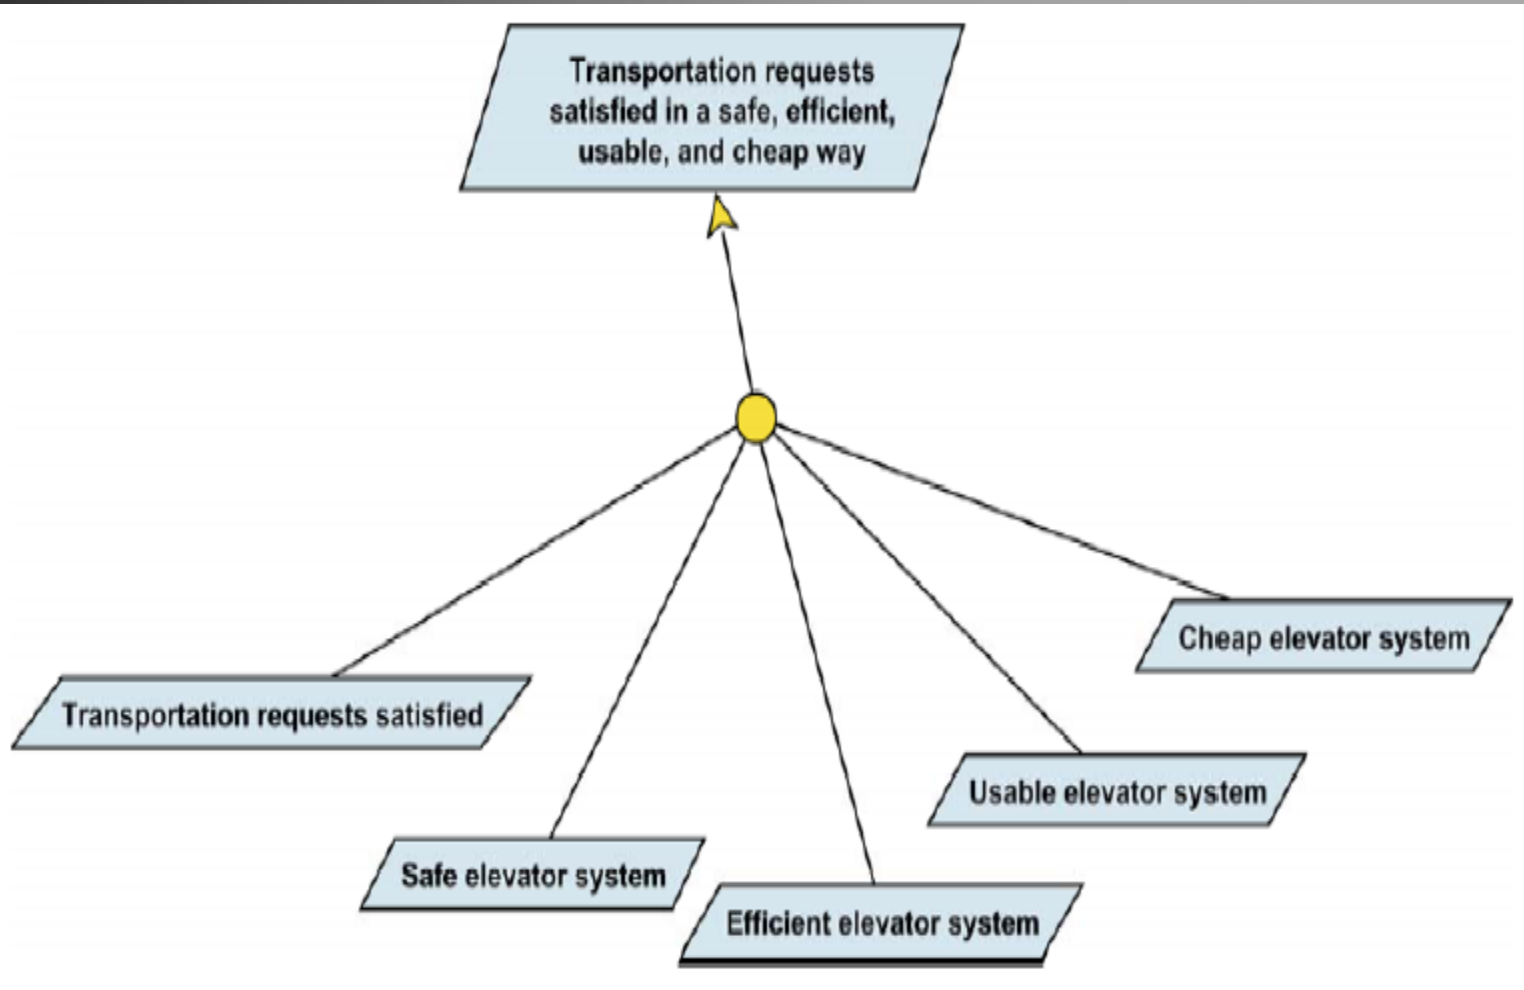 Transportation requests
satisfied in a safe, efficient,
usable, and cheap way
Cheap elevator system
Transportation requests satisfied
Usable elevator system
Safe elevator system
Efficient elevator system